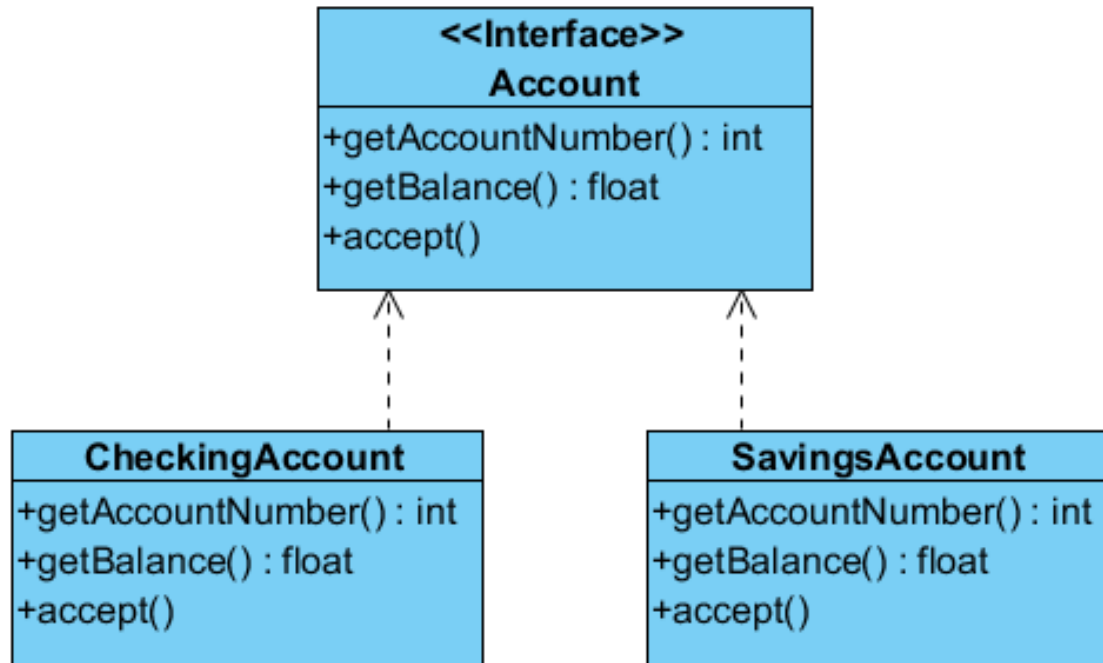 <<Interface>>
Account
+getAccountNumber() : int
+getBalance() : float
+accept()
CheckingAccount
+getAccountNumber() : int
+getBalance() : float
+accept()
SavingsAccount
+getAccountNumber() : int
+getBalance() : float
+accept()